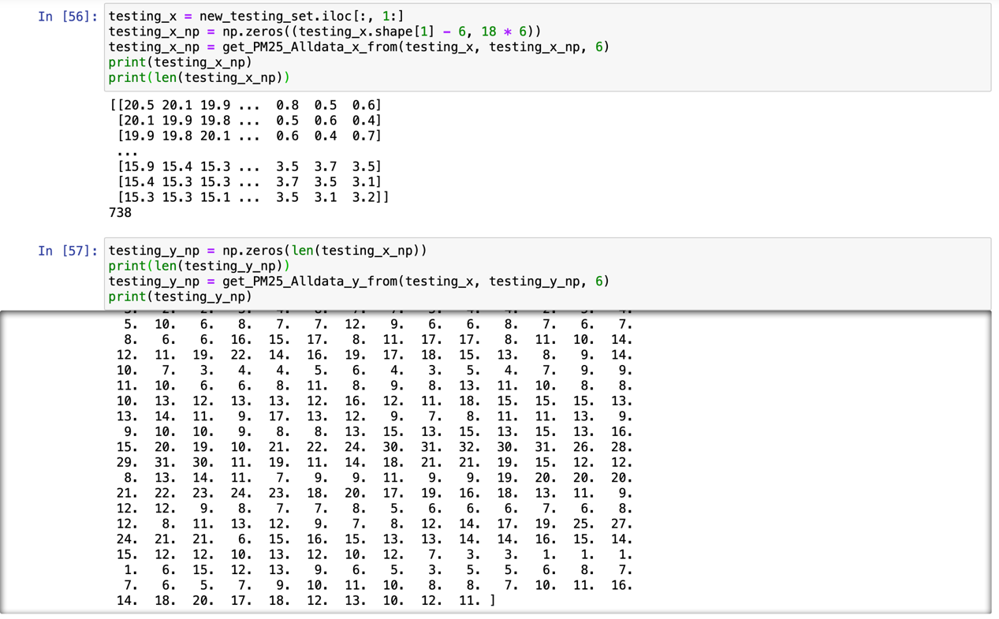 In [56]: testing_x = new_testing_set.iloc[:, 1:]
testing_x_np = np.zeros((testing_x.shape[1] - 6, 18 * 6))
testing_x_np = get_PM25_Alldata_x_from(testing_x, testing_x_np, 6)
print(testing_x_np)
print(len(testing_x_np))
[[20.5 20.1 19.9 ... 0.8 0.5 0.6]
[20.1 19.9 19.8 ... 0.5 0.6 0.4]
[19.9 19.8 20.1 ... 0.6 0.4 0.7]
...
[15.9 15.4 15.3 ... 3.5 3.7 3.5]
[15.4 15.3 15.3 ... 3.7 3.5 3.1]
[15.3 15.3 15.1 ... 3.5 3.1 3.2]]
738
In [57]: testing_y_np = np.zeros(len(testing_x_np))
print(len(testing_y_np))
testing_y_np = get_PM25_Alldata_y_from(testing_x, testing_y_np, 6)
print(testing_y_np)
5. 10. 6. 8. 7. 7. 12. 9. 6. 6. 8. 7. 6. 7.
8. 6. 6. 16. 15. 17. 8. 11. 17. 17. 8. 11. 10. 14.
12. 11. 19. 22. 14. 16. 19. 17. 18. 15. 13. 8. 9. 14.
10. 7. 3. 4. 4. 5. 6. 4. 3. 5. 4. 7. 9. 9.
11. 10. 6. 6. 8. 11. 8. 9. 8. 13. 11. 10. 8. 8.
10. 13. 12. 13. 13. 12. 16. 12. 11. 18. 15. 15. 15. 13.
13. 14. 11. 9. 17. 13. 12. 9. 7. 8. 11. 11. 13. 9.
9. 10. 10. 9. 8. 8. 13. 15. 13. 15. 13. 15. 13. 16.
15. 20. 19. 10. 21. 22. 24. 30. 31. 32. 30. 31. 26. 28.
29. 31. 30. 11. 19. 11. 14. 18. 21. 21. 19. 15. 12. 12.
8. 13. 14. 11. 7. 9. 9. 11. 9. 9. 19. 20. 20. 20.
21. 22. 23. 24. 23. 18. 20. 17. 19. 16. 18. 13. 11. 9.
12. 12. 9. 8. 7. 7. 8. 5. 6. 6. 6. 7. 6. 8.
12. 8. 11. 13. 12. 9. 7. 8. 12. 14. 17. 19. 25. 27.
24. 21. 21. 6. 15. 16. 15. 13. 13. 14. 14. 16. 15. 14.
15. 12. 12. 10. 13. 12. 10. 12. 7. 3. 3. 1. 1. 1.
1. 6. 15. 12. 13. 9. 6. 5. 3. 5. 5. 6. 8. 7.
7. 6. 5. 7. 9. 10. 11. 10. 8. 8. 7. 10. 11. 16.
14. 18. 20. 17. 18. 12. 13. 10. 12. 11. ]